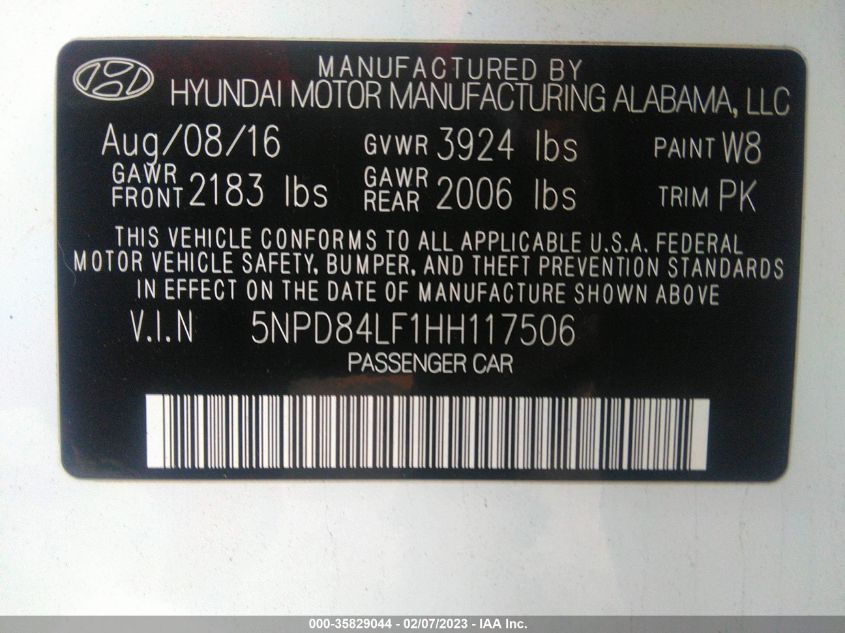 MANUFACTURED BY
HYUNDAI MOTOR MANUFACTURING ALABAMA, LLC
Aug/08/16 GVWR 3924 lbs PAINT W8
GAWR FRONT 2183 lbs GAWR REAR 2006 lbs TRIM PK
THIS VEHICLE CONFORMS TO ALL APPLICABLE U.S.A. FEDERAL
MOTOR VEHICLE SAFETY, BUMPER, AND THEFT PREVENTION STANDARDS
IN EFFECT ON THE DATE OF MANUFACTURE SHOWN ABOVE
V.I.N 5NPD84LF1HH117506
PASSENGER CAR
000-35829044 - 02/07/2023 - IAA Inc.